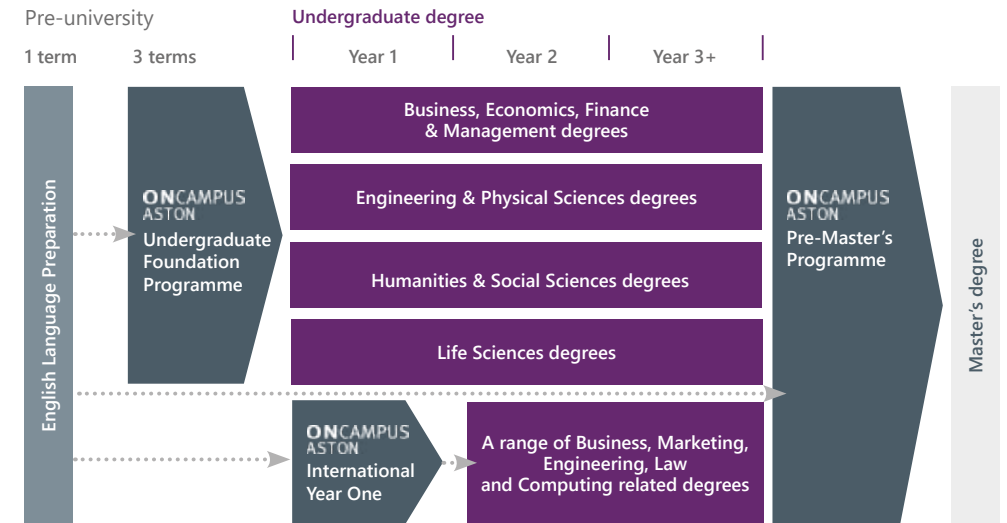 Pre-university
Undergraduate degree
1 term
3 terms
Year 1
Year 2
Year 3+
English Language Preparation
ONCAMPUS
ASTON
Undergraduate
Foundation
Programme
Business, Economics, Finance
& Management degrees
Engineering & Physical Sciences degrees
Humanities & Social Sciences degrees
Life Sciences degrees
ONCAMPUS
ASTON
International
Year One
A range of Business, Marketing,
Engineering, Law
and Computing related degrees
ONCAMPUS
ASTON
Pre-Master’s
Programme
Master’s degree